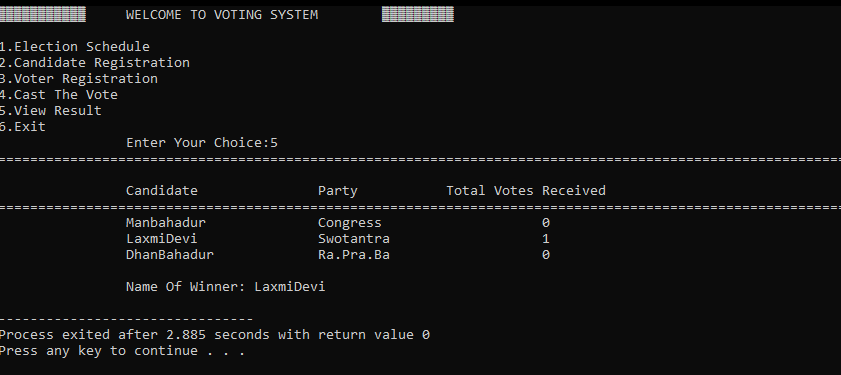 WELCOME TO VOTING SYSTEM
1.Election Schedule
2.Candidate Registration
3.Voter Registration
4.Cast The Vote
5.View Result
6.Exit
Enter Your Choice:5
Candidate Party Total Votes Received
Manbahadur Congress 0
LaxmiDevi Swotantra 1
DhanBahadur Ra.Pra.Ba 0
Name Of Winner: LaxmiDevi
--------------------------------
Process exited after 2.885 seconds with return value 0
Press any key to continue . . .